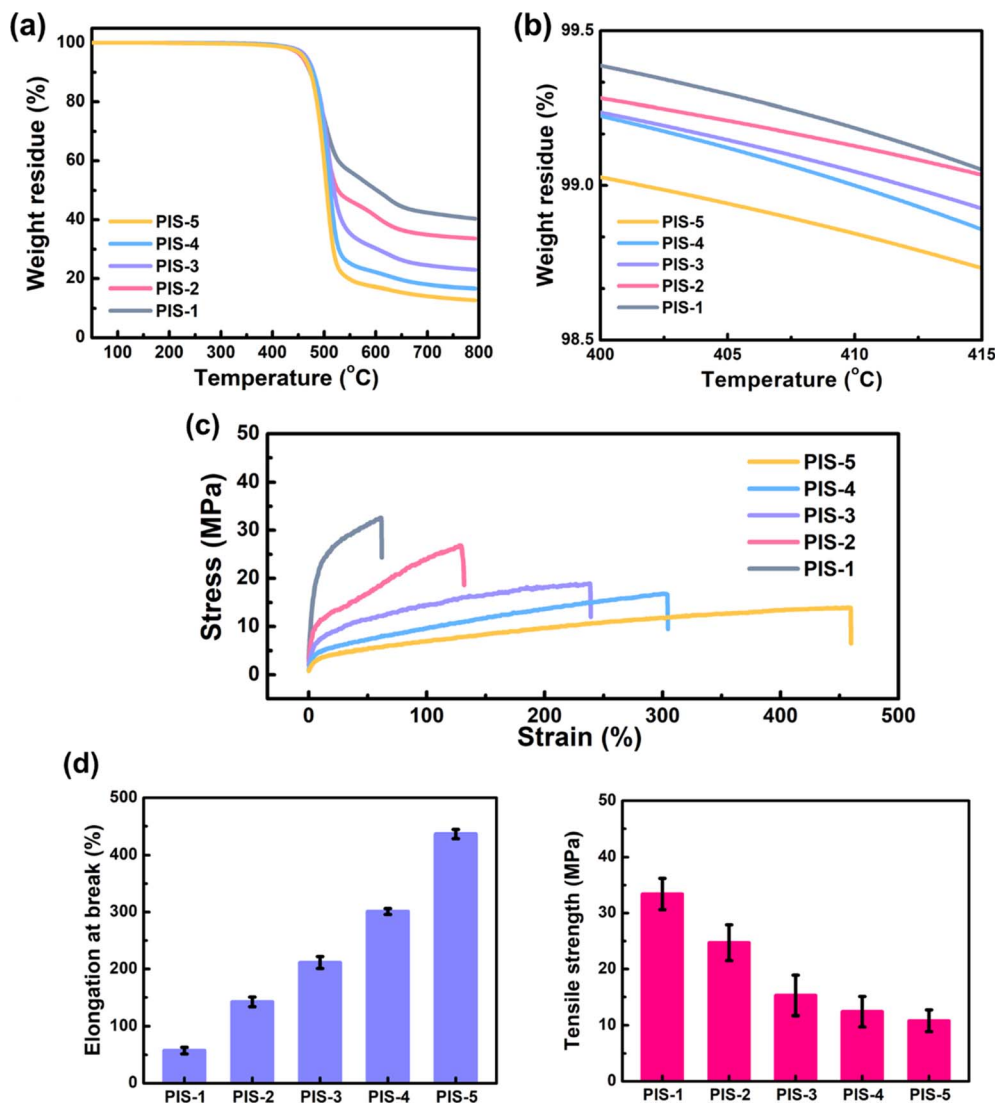 (a)
100
80
60
40
20
0
Weight residue (%)
PIS-5
PIS-4
PIS-3
PIS-2
PIS-1
100 200 300 400 500 600 700 800
Temperature (°C)
(b)
99.5
99.0
98.5
Weight residue (%)
PIS-5
PIS-4
PIS-3
PIS-2
PIS-1
400 405 410 415
Temperature (°C)
(c)
50
40
30
20
10
0
Stress (MPa)
PIS-5
PIS-4
PIS-3
PIS-2
PIS-1
0 100 200 300 400 500
Strain (%)
(d)
500
400
300
200
100
0
Elongation at break (%)
PIS-1 PIS-2 PIS-3 PIS-4 PIS-5
50
40
30
20
10
0
Tensile strength (MPa)
PIS-1 PIS-2 PIS-3 PIS-4 PIS-5